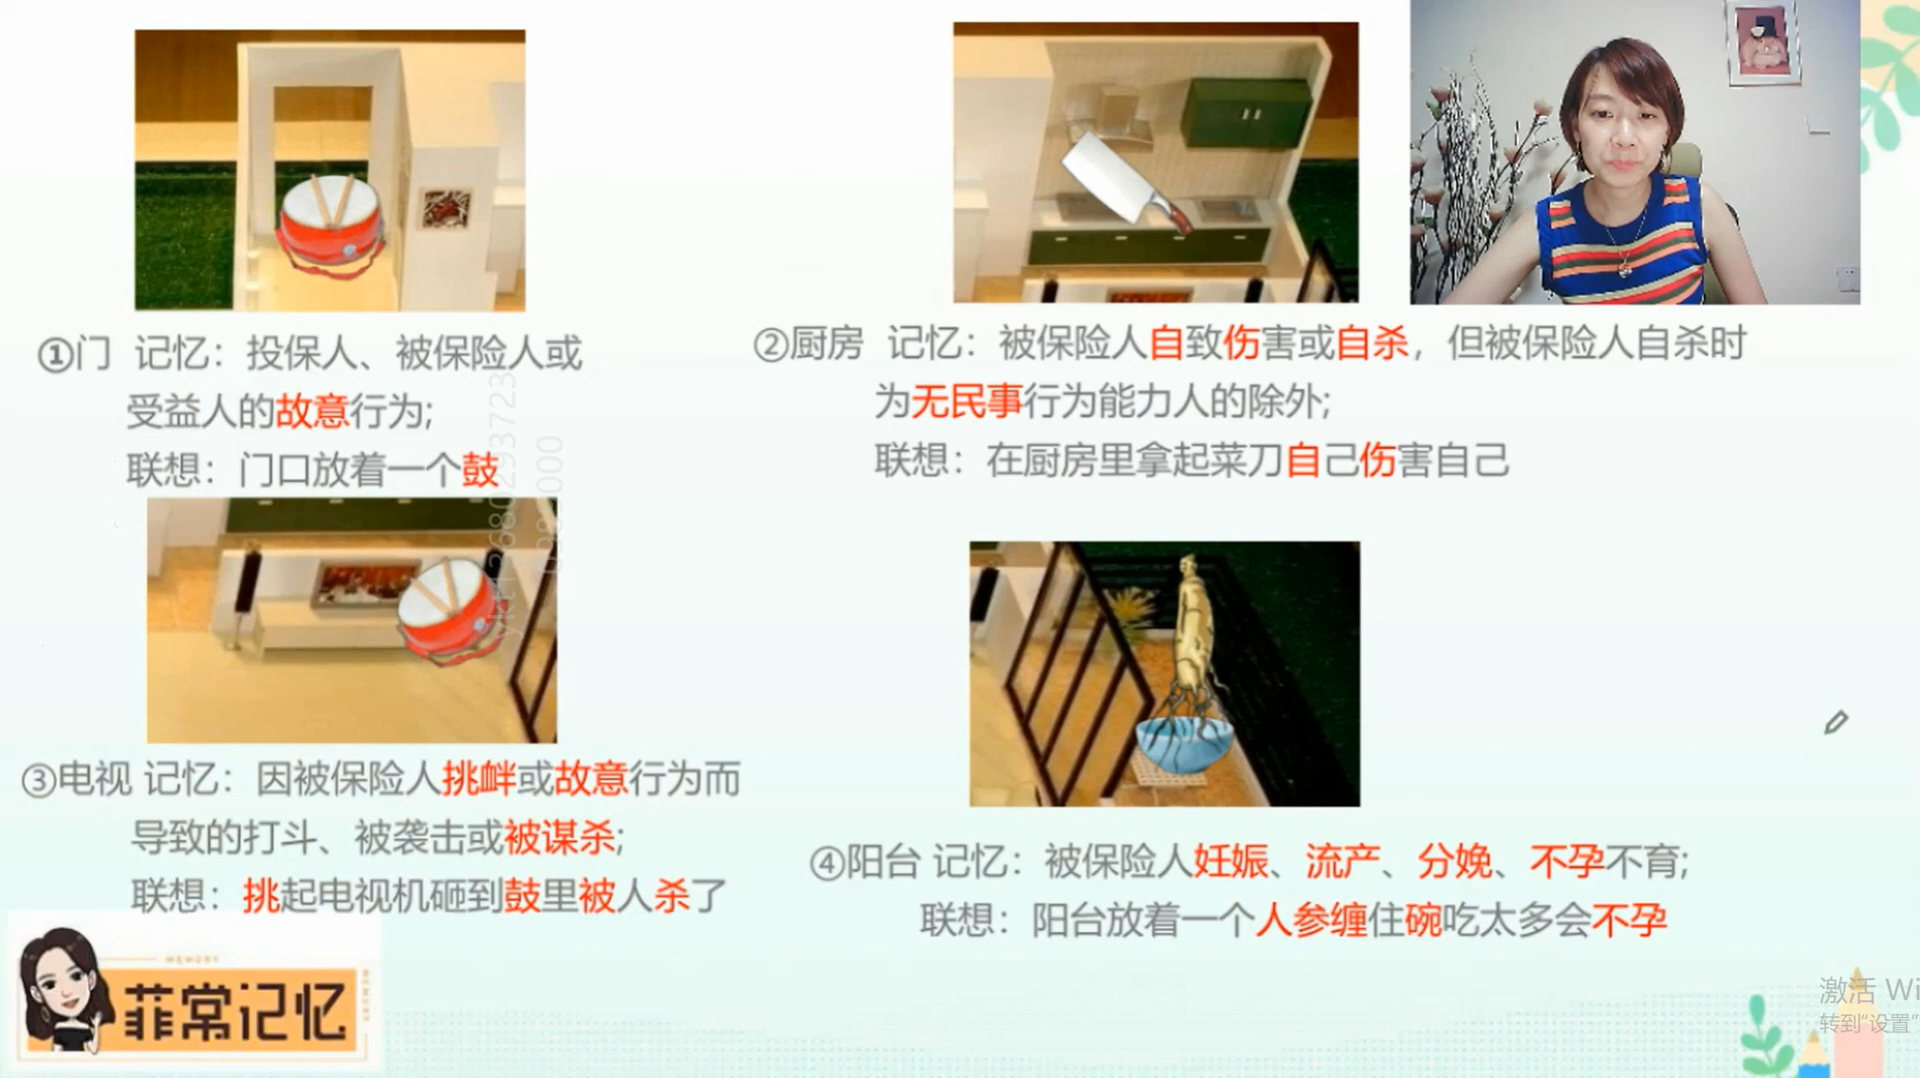 ①门 记忆：投保人、被保险人或
受益人的故意行为;
联想：门口放着一个鼓
②厨房 记忆：被保险人自致伤害或自杀，但被保险人自杀时
为无民事行为能力人的除外;
联想：在厨房里拿起菜刀自己伤害自己
③电视 记忆：因被保险人挑衅或故意行为而
导致的打斗、被袭击或被谋杀;
联想：挑起电视机砸到鼓里被人杀了
④阳台 记忆：被保险人妊娠、流产、分娩、不孕不育;
联想：阳台放着一个人参缠住碗吃太多会不孕
MEMORY
菲常记忆
激活 Wi
转到"设置"